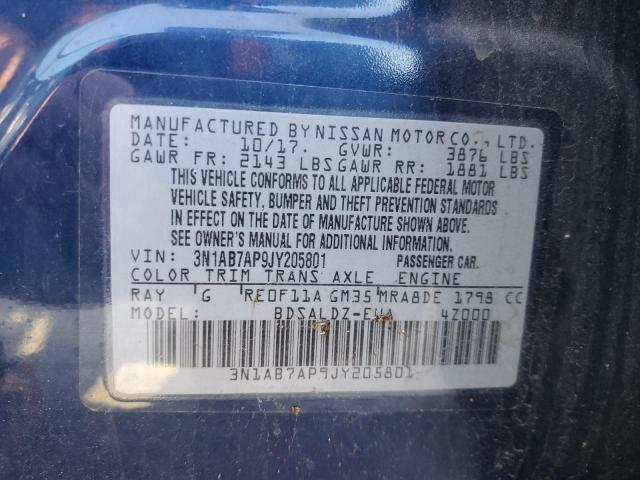 MANUFACTURED BY NISSAN MOTOR CO., LTD.
DATE: 10/17. GVWR: 3876 LBS
GAWR FR: 2143 LBS GAWR RR: 1881 LBS
THIS VEHICLE CONFORMS TO ALL APPLICABLE FEDERAL MOTOR
VEHICLE SAFETY, BUMPER AND THEFT PREVENTION STANDARDS
IN EFFECT ON THE DATE OF MANUFACTURE SHOWN ABOVE.
SEE OWNER'S MANUAL FOR ADDITIONAL INFORMATION.
VIN: 3N1AB7AP9JY205801 PASSENGER CAR.
COLOR TRIM TRANS AXLE ENGINE
RAY G RE0F11A GM35 MRA8DE 1798 CC
MODEL: BDSALDZ-EUA 4Z000
3N1AB7AP9JY205801